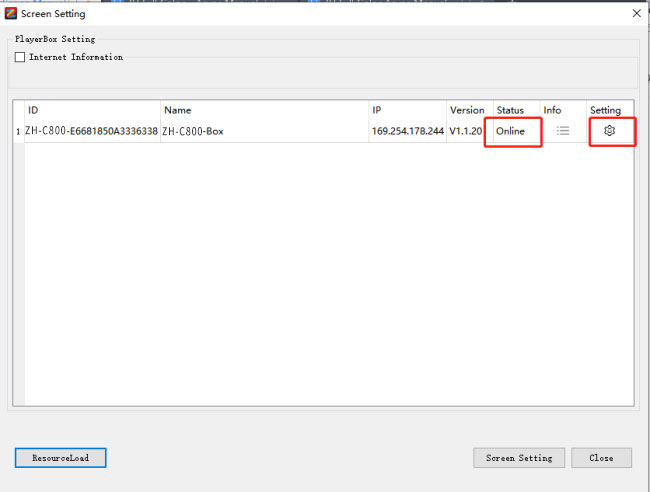 Screen Setting
PlayerBox Setting
Internet Information
ID Name IP Version Status Info Setting
1 ZH-C800-E6681850A3336338 ZH-C800-Box 169.254.178.244 V1.1.20 Online
ResourceLoad Screen Setting Close